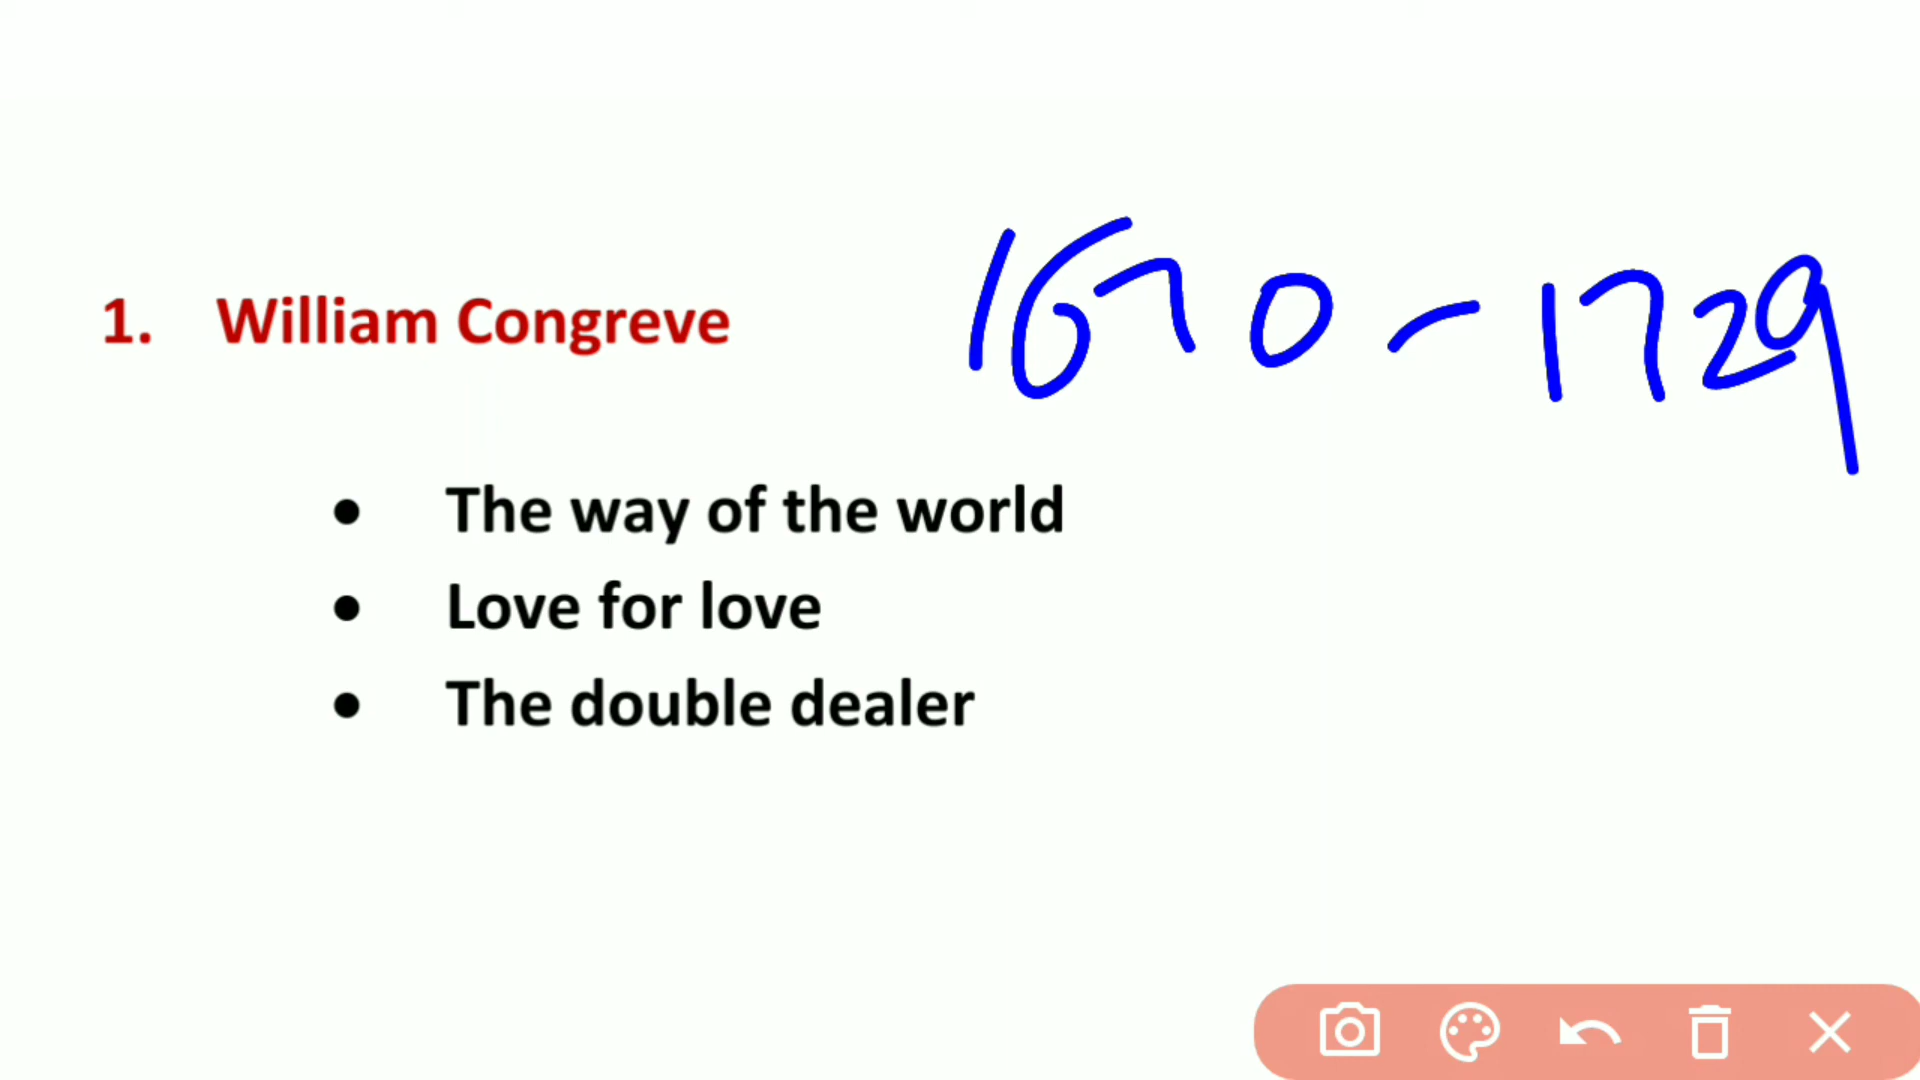 1. William Congreve 1670 - 1729
• The way of the world
• Love for love
• The double dealer